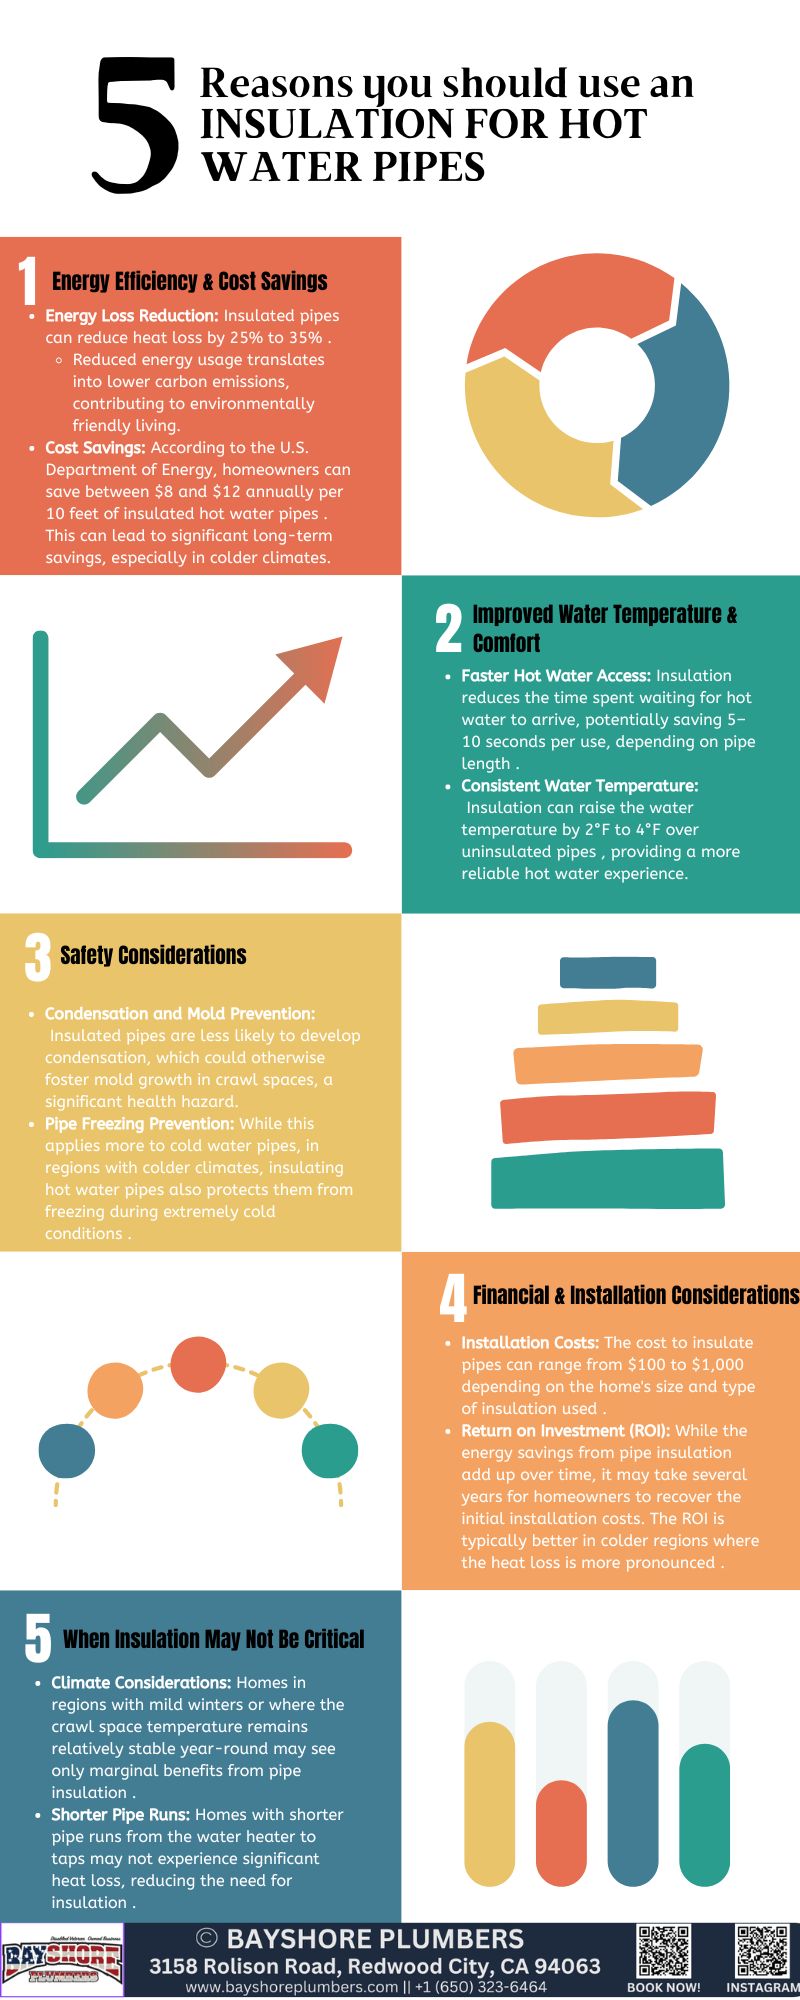 5
Reasons you should use an
INSULATION FOR HOT
WATER PIPES
1
Energy Efficiency & Cost Savings
• Energy Loss Reduction: Insulated pipes
can reduce heat loss by 25% to 35% .
◦ Reduced energy usage translates
into lower carbon emissions,
contributing to environmentally
friendly living.
• Cost Savings: According to the U.S.
Department of Energy, homeowners can
save between $8 and $12 annually per
10 feet of insulated hot water pipes .
This can lead to significant long-term
savings, especially in colder climates.
2
Improved Water Temperature &
Comfort
• Faster Hot Water Access: Insulation
reduces the time spent waiting for hot
water to arrive, potentially saving 5–
10 seconds per use, depending on pipe
length .
• Consistent Water Temperature:
Insulation can raise the water
temperature by 2°F to 4°F over
uninsulated pipes , providing a more
reliable hot water experience.
3
Safety Considerations
• Condensation and Mold Prevention:
Insulated pipes are less likely to develop
condensation, which could otherwise
foster mold growth in crawl spaces, a
significant health hazard.
• Pipe Freezing Prevention: While this
applies more to cold water pipes, in
regions with colder climates, insulating
hot water pipes also protects them from
freezing during extremely cold
conditions .
4
Financial & Installation Considerations
• Installation Costs: The cost to insulate
pipes can range from $100 to $1,000
depending on the home's size and type
of insulation used .
• Return on Investment (ROI): While the
energy savings from pipe insulation
add up over time, it may take several
years for homeowners to recover the
initial installation costs. The ROI is
typically better in colder regions where
the heat loss is more pronounced .
5
When Insulation May Not Be Critical
• Climate Considerations: Homes in
regions with mild winters or where the
crawl space temperature remains
relatively stable year-round may see
only marginal benefits from pipe
insulation .
• Shorter Pipe Runs: Homes with shorter
pipe runs from the water heater to
taps may not experience significant
heat loss, reducing the need for
insulation .
Disabled Veteran Owned Business
BAYSHORE
PLUMBERS
© BAYSHORE PLUMBERS
3158 Rolison Road, Redwood City, CA 94063
www.bayshoreplumbers.com || +1 (650) 323-6464
BOOK NOW!
INSTAGRAM